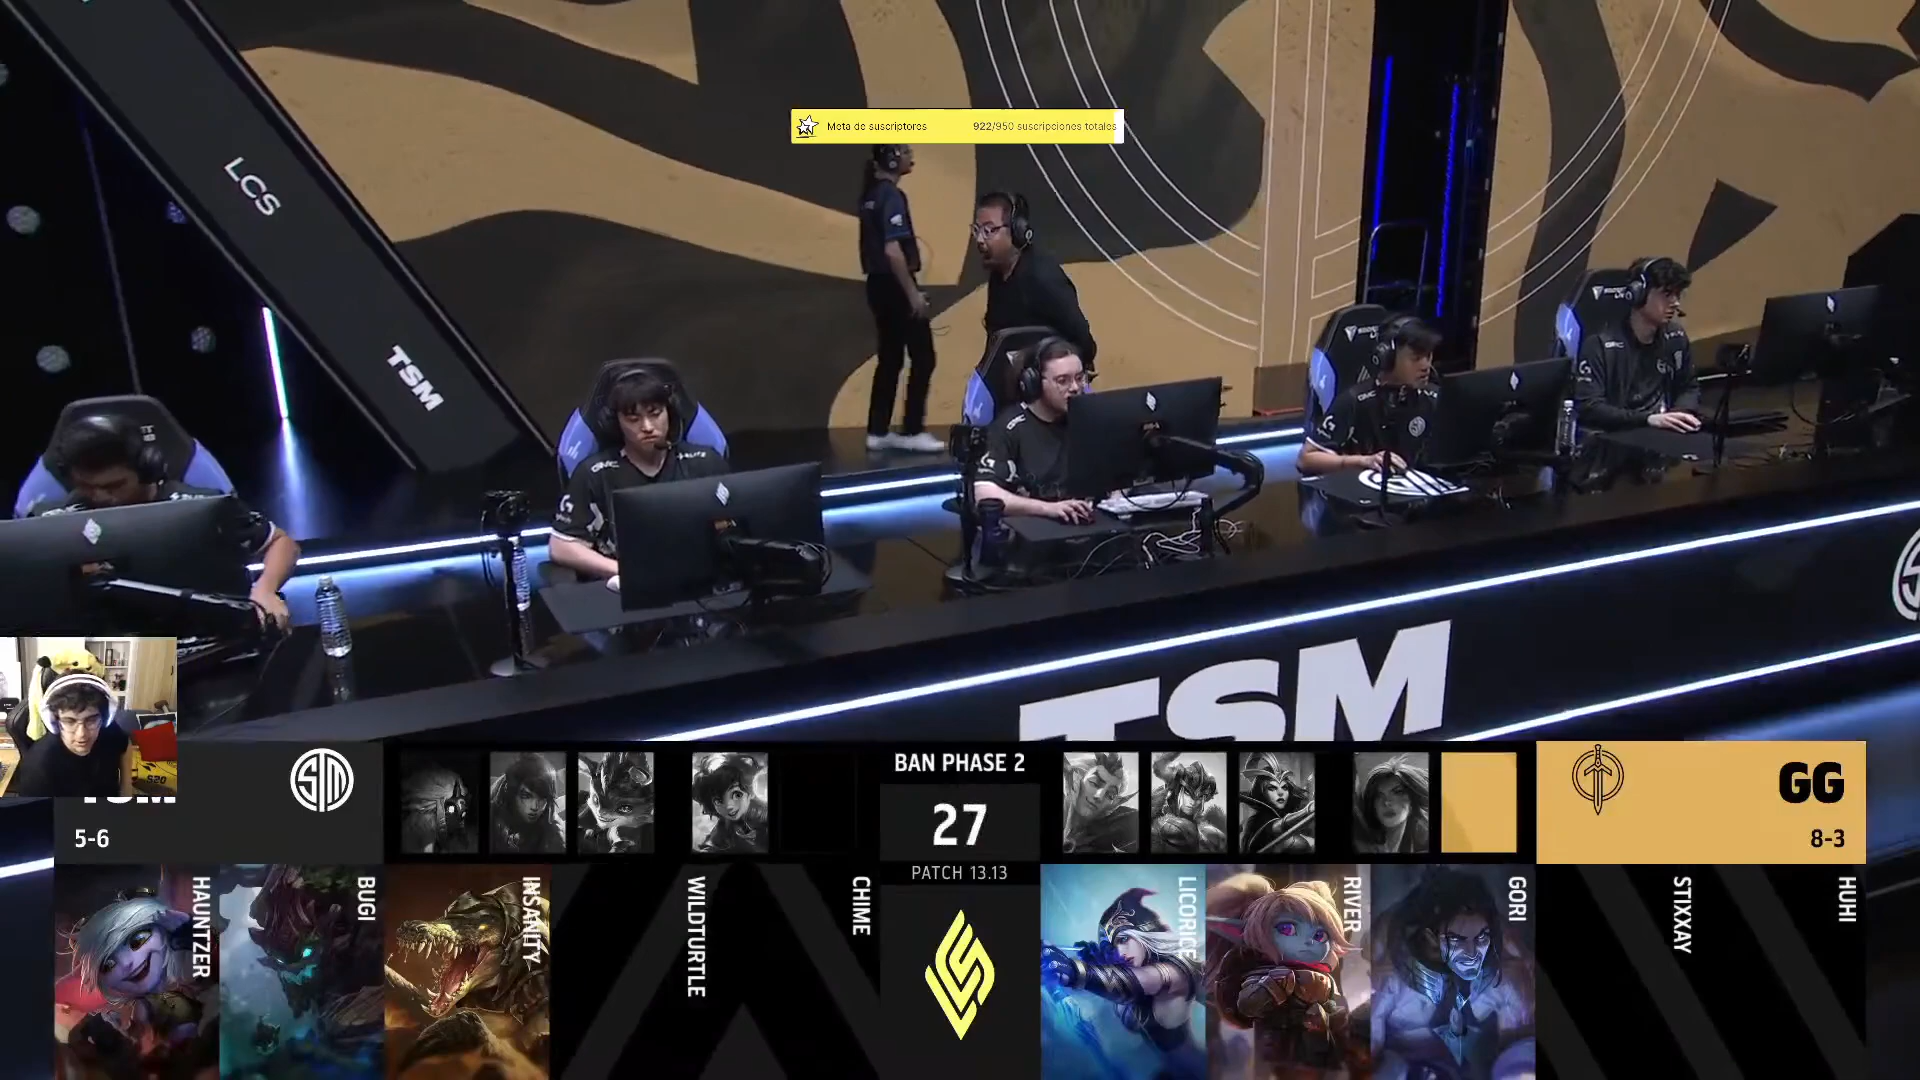 Meta de suscriptores 922/950 suscripciones totales
LCS
TSM
TSM
TSM
5-6
BAN PHASE 2
27
PATCH 13.13
GG
8-3
HAUNTZER
BUGI
INSANITY
WILDTURTLE
CHIME
LICORICE
RIVER
GORI
STIXXAY
HUHI